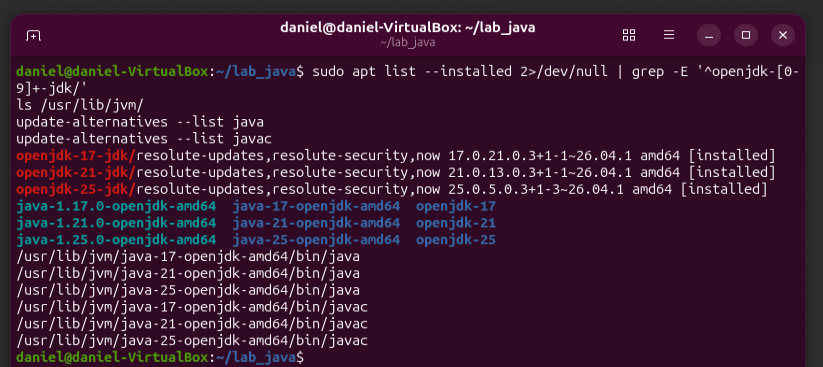 daniel@daniel-VirtualBox: ~/lab_java
~/lab_java
daniel@daniel-VirtualBox:~/lab_java$ sudo apt list --installed 2>/dev/null | grep -E '^openjdk-[0-
9]+-jdk/'
ls /usr/lib/jvm/
update-alternatives --list java
update-alternatives --list javac
openjdk-17-jdk/resolute-updates,resolute-security,now 17.0.21.0.3+1-1~26.04.1 amd64 [installed]
openjdk-21-jdk/resolute-updates,resolute-security,now 21.0.13.0.3+1-1~26.04.1 amd64 [installed]
openjdk-25-jdk/resolute-updates,resolute-security,now 25.0.5.0.3+1-3~26.04.1 amd64 [installed]
java-1.17.0-openjdk-amd64  java-17-openjdk-amd64  openjdk-17
java-1.21.0-openjdk-amd64  java-21-openjdk-amd64  openjdk-21
java-1.25.0-openjdk-amd64  java-25-openjdk-amd64  openjdk-25
/usr/lib/jvm/java-17-openjdk-amd64/bin/java
/usr/lib/jvm/java-21-openjdk-amd64/bin/java
/usr/lib/jvm/java-25-openjdk-amd64/bin/java
/usr/lib/jvm/java-17-openjdk-amd64/bin/javac
/usr/lib/jvm/java-21-openjdk-amd64/bin/javac
/usr/lib/jvm/java-25-openjdk-amd64/bin/javac
daniel@daniel-VirtualBox:~/lab_java$